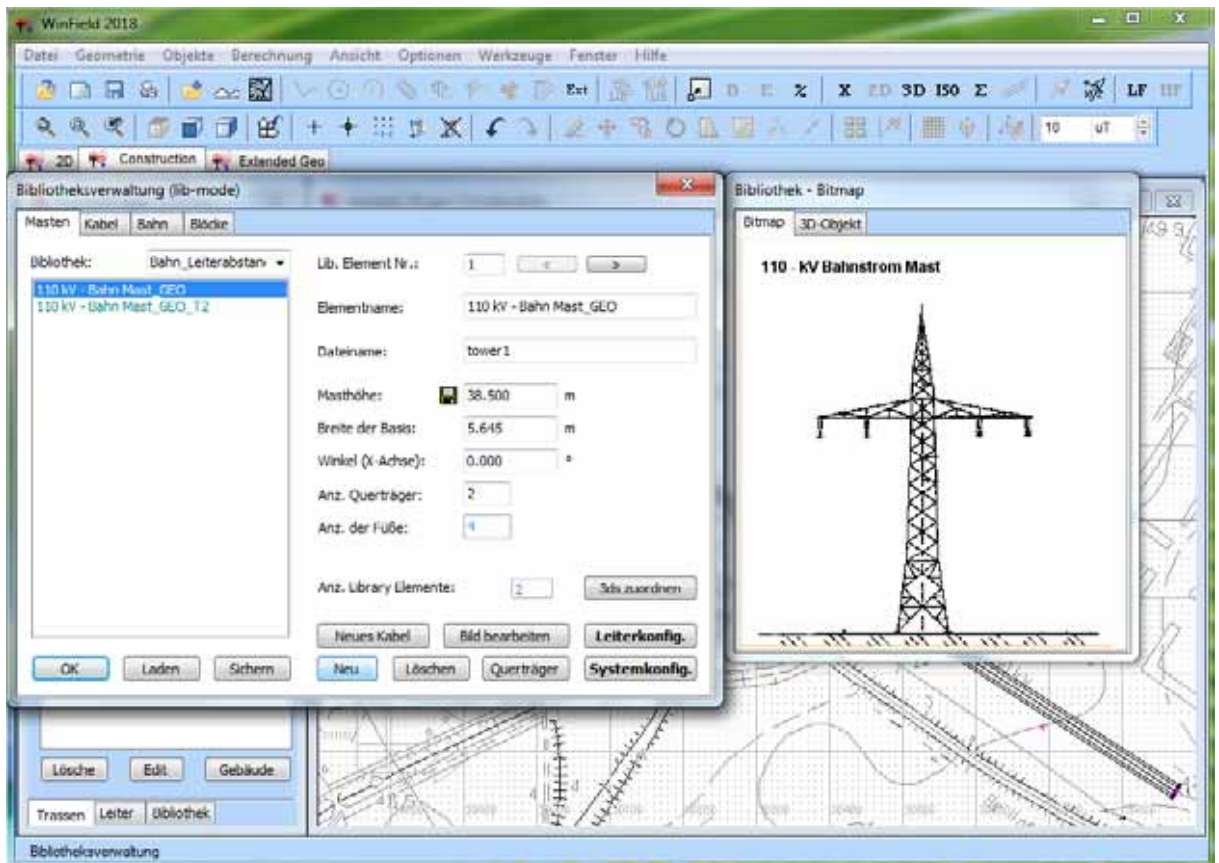 WinField 2018
Datei Geometrie Objekte Berechnung Ansicht Optionen Werkzeuge Fenster Hilfe
Ext D E % X 2D 3D ISO Σ LF HF
10 uT
2D Construction Extended Geo
Bibliotheksverwaltung (lib-mode)
Masten Kabel Bahn Blöcke
Bibliothek: Bahn_Leiterabstan
110 kV - Bahn Mast_GEO
110 kV - Bahn Mast_GEO_T2
Lib. Element Nr.: 1 < >
Elementname: 110 kV - Bahn Mast_GEO
Dateiname: tower1
Masthöhe: 38.500 m
Breite der Basis: 5.645 m
Winkel (X-Achse): 0.000 °
Anz. Querträger: 2
Anz. der Füße: 4
Anz. Library Elemente: 2 3ds zuordnen
Neues Kabel Bild bearbeiten Leiterkonfig.
OK Laden Sichern Neu Löschen Querträger Systemkonfig.
Bibliothek - Bitmap
Bitmap 3D-Objekt
110 - kV Bahnstrom Mast
Lösche Edit Gebäude
Trassen Leiter Bibliothek
Bibliotheksverwaltung